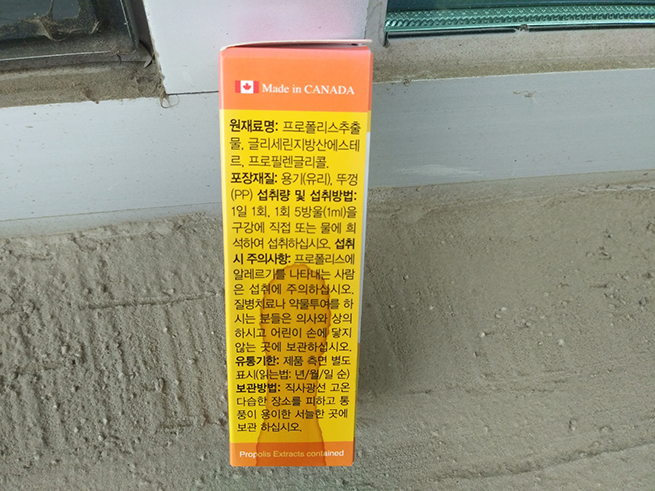 Made in CANADA
원재료명: 프로폴리스추출
물, 글리세린지방산에스테
르, 프로필렌글리콜.
포장재질: 용기(유리), 뚜껑
(PP) 섭취량 및 섭취방법:
1일 1회, 1회 5방울(1ml)을
구강에 직접 또는 물에 희
석하여 섭취하십시오. 섭취
시 주의사항: 프로폴리스에
알레르기를 나타내는 사람
은 섭취에 주의하십시오.
질병치료나 약물투여를 하
시는 분들은 의사와 상의
하시고 어린이 손에 닿지
않는 곳에 보관하십시오.
유통기한: 제품 측면 별도
표시(읽는법: 년/월/일 순)
보관방법: 직사광선 고온
다습한 장소를 피하고 통
풍이 용이한 서늘한 곳에
보관 하십시오.
Propolis Extracts contained